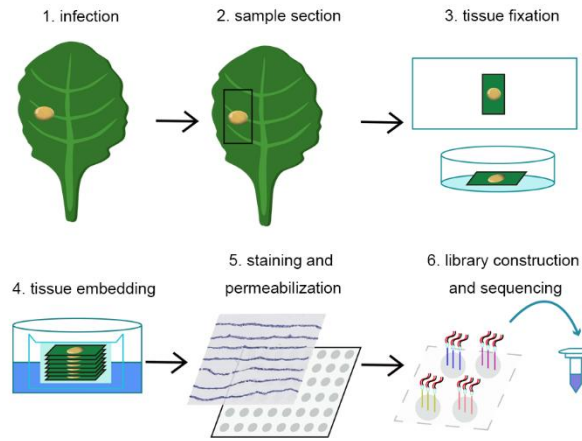 1. infection
2. sample section
3. tissue fixation
4. tissue embedding
5. staining and
permeabilization
6. library construction
and sequencing